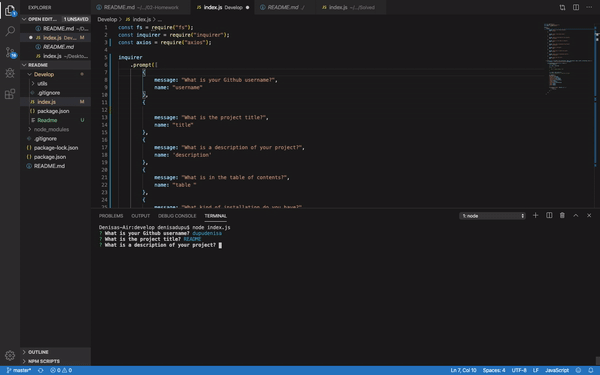 EXPLORER
OPEN EDIT... 1 UNSAVED
README.md ~/D...
index.js Dev... M
README.md
index.js ~/Deskto...
README
Develop
utils
.gitignore
index.js M
package.json
Readme U
node_modules
.gitignore
package-lock.json
package.json
README.md
OUTLINE
NPM SCRIPTS
README.md ~/.../02-Homework
index.js Develop
README.md /
index.js ~/.../Solved
Develop > index.js > ...
1 const fs = require("fs");
2 const inquirer = require("inquirer");
3 const axios = require("axios");
4
5 inquirer
6 .prompt([
7 {
8 message: "What is your Github username?",
9 name: "username"
10 },
11 {
12
13 message: "What is the project title?",
14 name: "title"
15 },
16 {
17 message: "What is a description of your project?",
18 name: 'description'
19 },
20 {
21 message: "What is in the table of contents?",
22 name: "table "
23 },
24 {
25 message: "What kind of installation do you have?",
PROBLEMS OUTPUT DEBUG CONSOLE TERMINAL 1: node
Denisas-Air:develop denisadupu$ node index.js
? What is your Github username? dupudenisa
? What is the project title? README
? What is a description of your project?
master* 0 0 Ln 7, Col 10 Spaces: 4 UTF-8 LF JavaScript